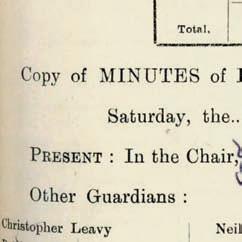 Total,
Copy of MINUTES of
Saturday, the..
PRESENT : In the Chair,
Other Guardians :
Christopher Leavy
Neil